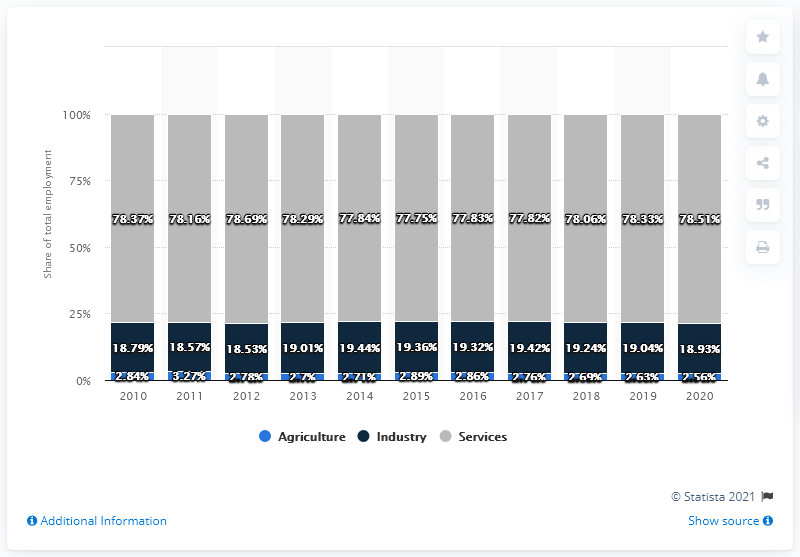 Share of total employment
100%
75%
50%
25%
0%
78.37% 78.16% 78.69% 78.29% 77.84% 77.75% 77.83% 77.82% 78.06% 78.33% 78.51%
18.79% 18.57% 18.53% 19.01% 19.44% 19.36% 19.32% 19.42% 19.24% 19.04% 18.93%
2.84% 3.27% 2.78% 2.7% 2.71% 2.89% 2.86% 2.76% 2.69% 2.63% 2.56%
2010 2011 2012 2013 2014 2015 2016 2017 2018 2019 2020
Agriculture Industry Services
© Statista 2021
Additional Information Show source